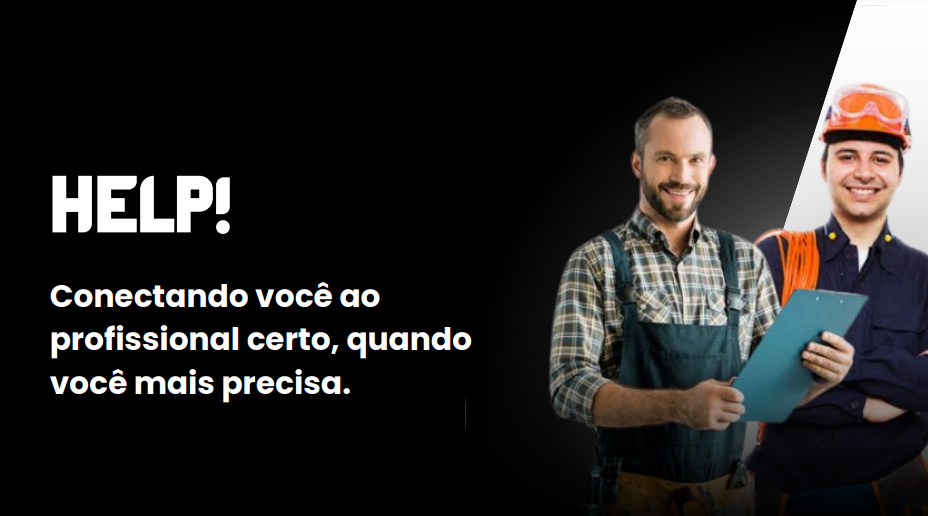 HELP!
Conectando você ao
profissional certo, quando
você mais precisa.